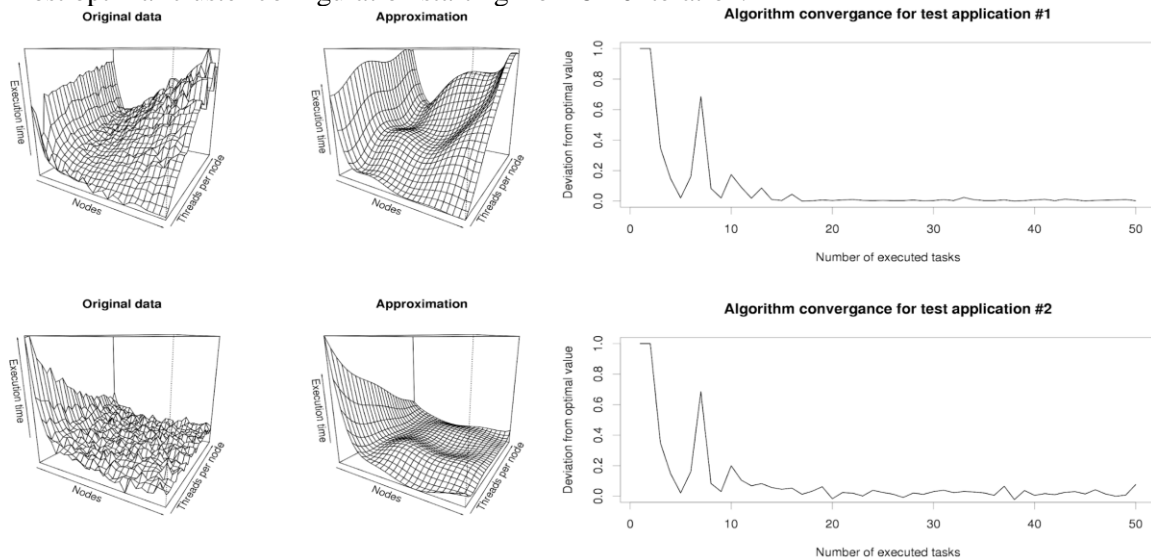 Original data
Approximation
Algorithm convergance for test application #1
Execution time
Nodes
Threads per node
Execution time
Nodes
Threads per node
Deviation from optimal value
1.0
0.8
0.6
0.4
0.2
0.0
0
10
20
30
40
50
Number of executed tasks
Original data
Approximation
Algorithm convergance for test application #2
Execution time
Nodes
Threads per node
Execution time
Nodes
Threads per node
Deviation from optimal value
1.0
0.8
0.6
0.4
0.2
0.0
0
10
20
30
40
50
Number of executed tasks